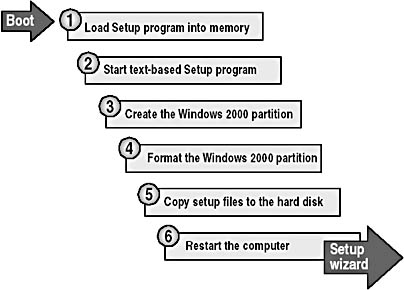 Boot
1 Load Setup program into memory
2 Start text-based Setup program
3 Create the Windows 2000 partition
4 Format the Windows 2000 partition
5 Copy setup files to the hard disk
6 Restart the computer
Setup
wizard